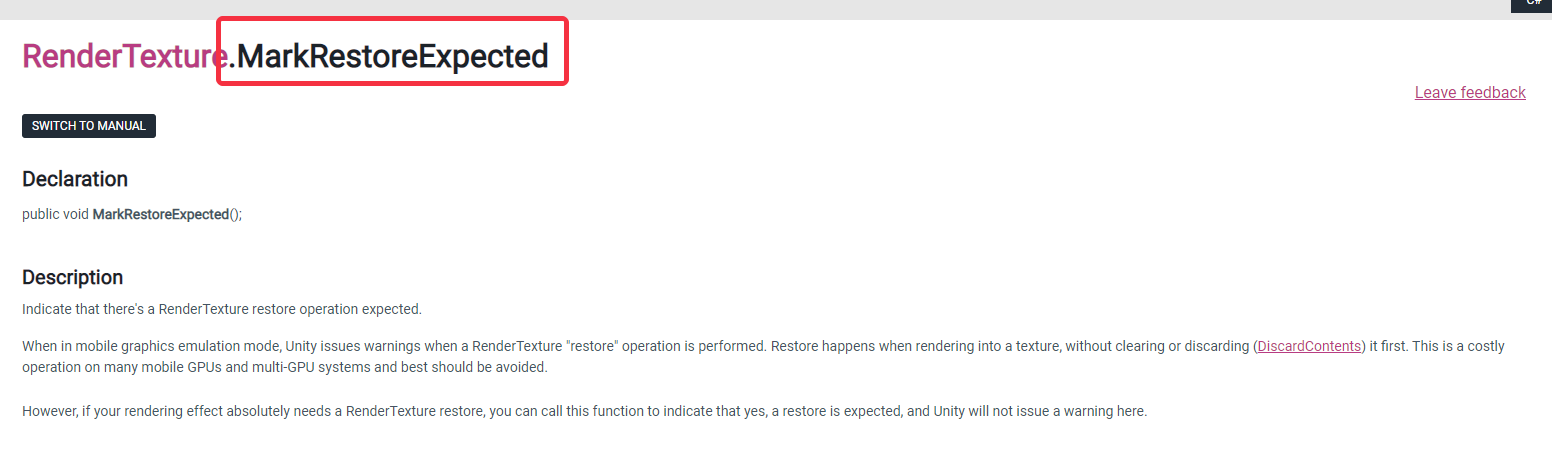 C#
RenderTexture.MarkRestoreExpected
Leave feedback
SWITCH TO MANUAL
Declaration
public void MarkRestoreExpected();
Description
Indicate that there's a RenderTexture restore operation expected.
When in mobile graphics emulation mode, Unity issues warnings when a RenderTexture "restore" operation is performed. Restore happens when rendering into a texture, without clearing or discarding (DiscardContents) it first. This is a costly
operation on many mobile GPUs and multi-GPU systems and best should be avoided.
However, if your rendering effect absolutely needs a RenderTexture restore, you can call this function to indicate that yes, a restore is expected, and Unity will not issue a warning here.